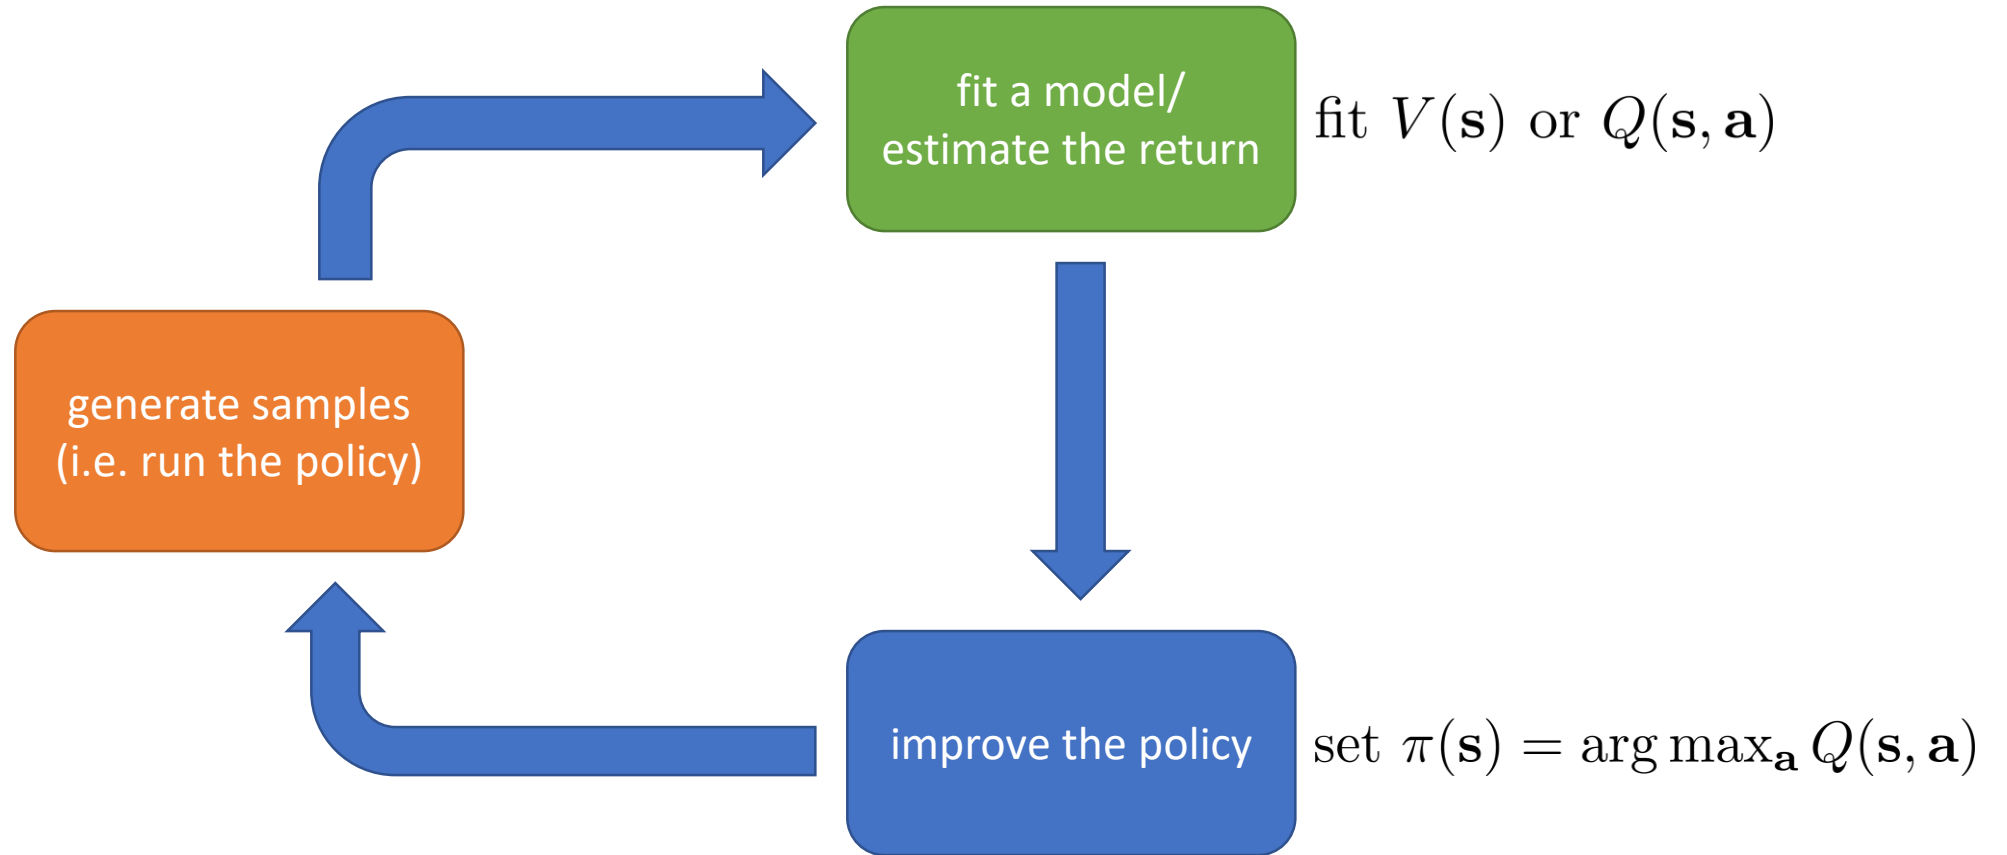 fit a model/
estimate the return
fit V(s) or Q(s, a)
generate samples
(i.e. run the policy)
improve the policy
set π(s) = arg maxₐ Q(s, a)